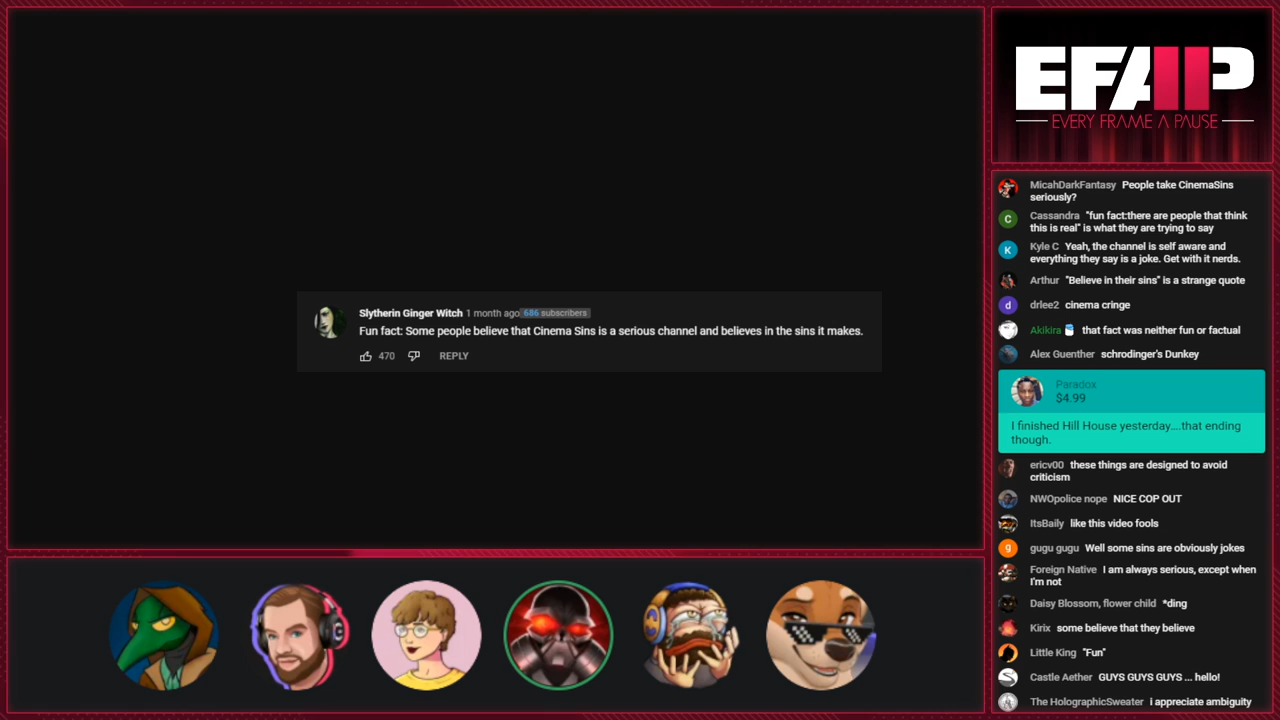 Slytherin Ginger Witch 1 month ago 686 subscribers
Fun fact: Some people believe that Cinema Sins is a serious channel and believes in the sins it makes.
470 REPLY
EFAP
EVERY FRAME A PAUSE
MicahDarkFantasy People take CinemaSins
seriously?
C
Cassandra "fun fact:there are people that think
this is real" is what they are trying to say
K
Kyle C Yeah, the channel is self aware and
everything they say is a joke. Get with it nerds.
Arthur "Believe in their sins" is a strange quote
d
drlee2 cinema cringe
Akikira that fact was neither fun or factual
Alex Guenther schrodinger's Dunkey
Paradox
$4.99
I finished Hill House yesterday....that ending
though.
ericv00 these things are designed to avoid
criticism
NWOpolice nope NICE COP OUT
ItsBaily like this video fools
g
gugu gugu Well some sins are obviously jokes
Foreign Native I am always serious, except when
I'm not
Daisy Blossom, flower child *ding
Kirix some believe that they believe
Little King "Fun"
Castle Aether GUYS GUYS GUYS ... hello!
The HolographicSweater I appreciate ambiguity